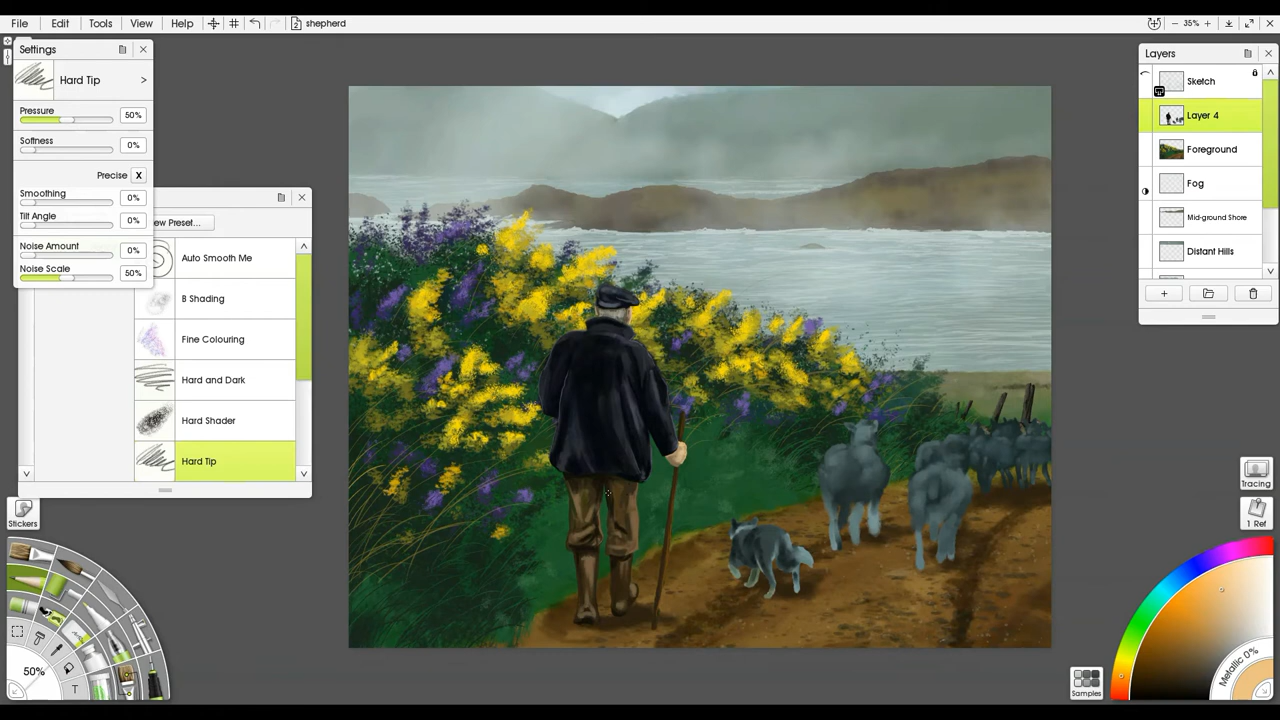 File Edit Tools View Help 2 shepherd 35%
Settings
Hard Tip >
Pressure 50%
Softness 0%
Precise X
Smoothing 0%
Tilt Angle 0%
Noise Amount 0%
Noise Scale 50%
ew Preset...
Auto Smooth Me
B Shading
Fine Colouring
Hard and Dark
Hard Shader
Hard Tip
Stickers
50%
T
Layers
Sketch
Layer 4
Foreground
Fog
Mid-ground Shore
Distant Hills
Tracing
1 Ref
Metallic 0%
Samples